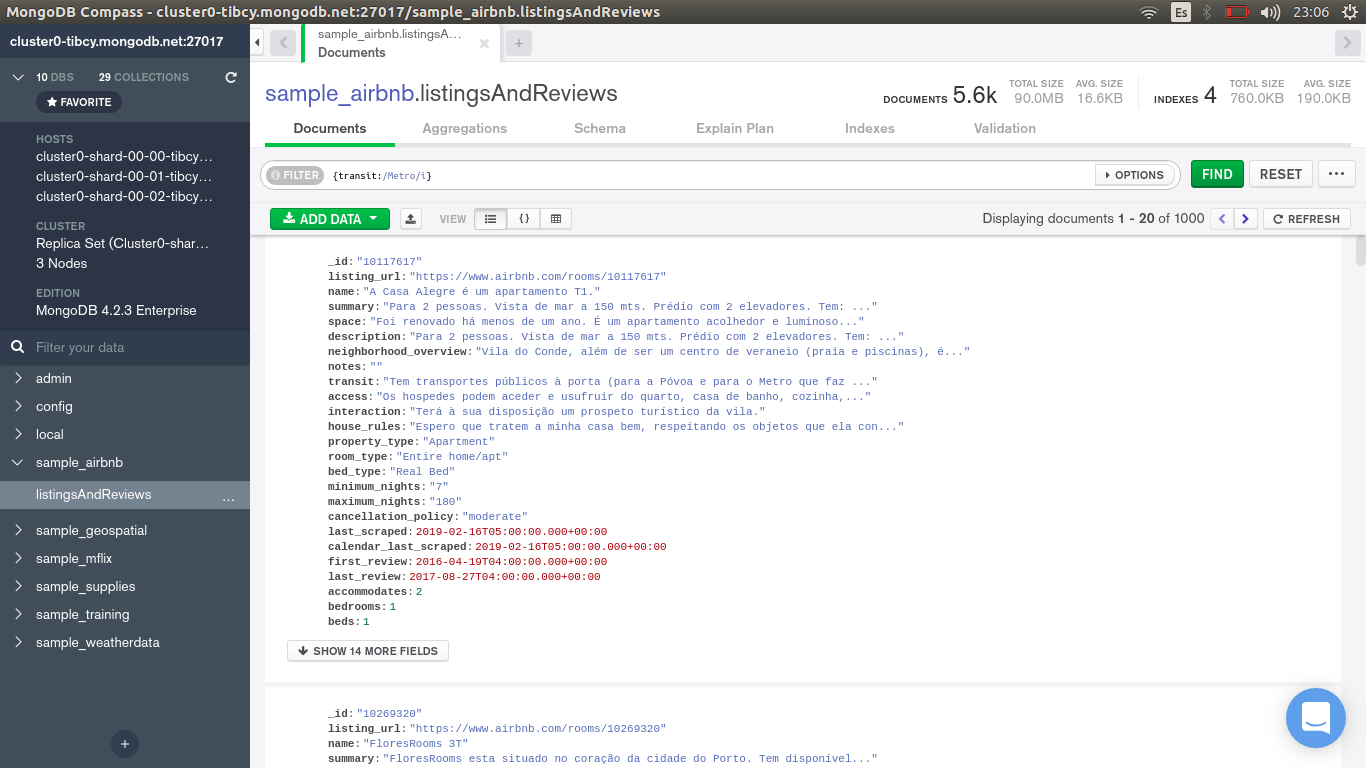 MongoDB Compass - cluster0-tibcy.mongodb.net:27017/sample_airbnb.listingsAndReviews
Es
23:06
cluster0-tibcy.mongodb.net:27017
10 DBS 29 COLLECTIONS
FAVORITE
HOSTS
cluster0-shard-00-00-tibcy...
cluster0-shard-00-01-tibcy...
cluster0-shard-00-02-tibcy...
CLUSTER
Replica Set (Cluster0-shar...
3 Nodes
EDITION
MongoDB 4.2.3 Enterprise
Filter your data
admin
config
local
sample_airbnb
listingsAndReviews ...
sample_geospatial
sample_mflix
sample_supplies
sample_training
sample_weatherdata
+
sample_airbnb.listingsA...
Documents
+
sample_airbnb.listingsAndReviews
DOCUMENTS 5.6k TOTAL SIZE 90.0MB AVG. SIZE 16.6KB
INDEXES 4 TOTAL SIZE 760.0KB AVG. SIZE 190.0KB
Documents Aggregations Schema Explain Plan Indexes Validation
FILTER {transit:/Metro/i} OPTIONS FIND RESET ...
ADD DATA VIEW {} Displaying documents 1 - 20 of 1000 < > REFRESH
_id: "10117617"
listing_url: "https://www.airbnb.com/rooms/10117617"
name: "A Casa Alegre é um apartamento T1."
summary: "Para 2 pessoas. Vista de mar a 150 mts. Prédio com 2 elevadores. Tem: ..."
space: "Foi renovado há menos de um ano. É um apartamento acolhedor e luminoso..."
description: "Para 2 pessoas. Vista de mar a 150 mts. Prédio com 2 elevadores. Tem: ..."
neighborhood_overview: "Vila do Conde, além de ser um centro de veraneio (praia e piscinas), é..."
notes: ""
transit: "Tem transportes públicos à porta (para a Póvoa e para o Metro que faz ..."
access: "Os hospedes podem aceder e usufruir do quarto, casa de banho, cozinha,..."
interaction: "Terá à sua disposição um prospeto turístico da vila."
house_rules: "Espero que tratem a minha casa bem, respeitando os objetos que ela con..."
property_type: "Apartment"
room_type: "Entire home/apt"
bed_type: "Real Bed"
minimum_nights: "7"
maximum_nights: "180"
cancellation_policy: "moderate"
last_scraped: 2019-02-16T05:00:00.000+00:00
calendar_last_scraped: 2019-02-16T05:00:00.000+00:00
first_review: 2016-04-19T04:00:00.000+00:00
last_review: 2017-08-27T04:00:00.000+00:00
accommodates: 2
bedrooms: 1
beds: 1
SHOW 14 MORE FIELDS
_id: "10269320"
listing_url: "https://www.airbnb.com/rooms/10269320"
name: "FloresRooms 3T"
summary: "FloresRooms esta situado no coração da cidade do Porto. Tem disponível..."